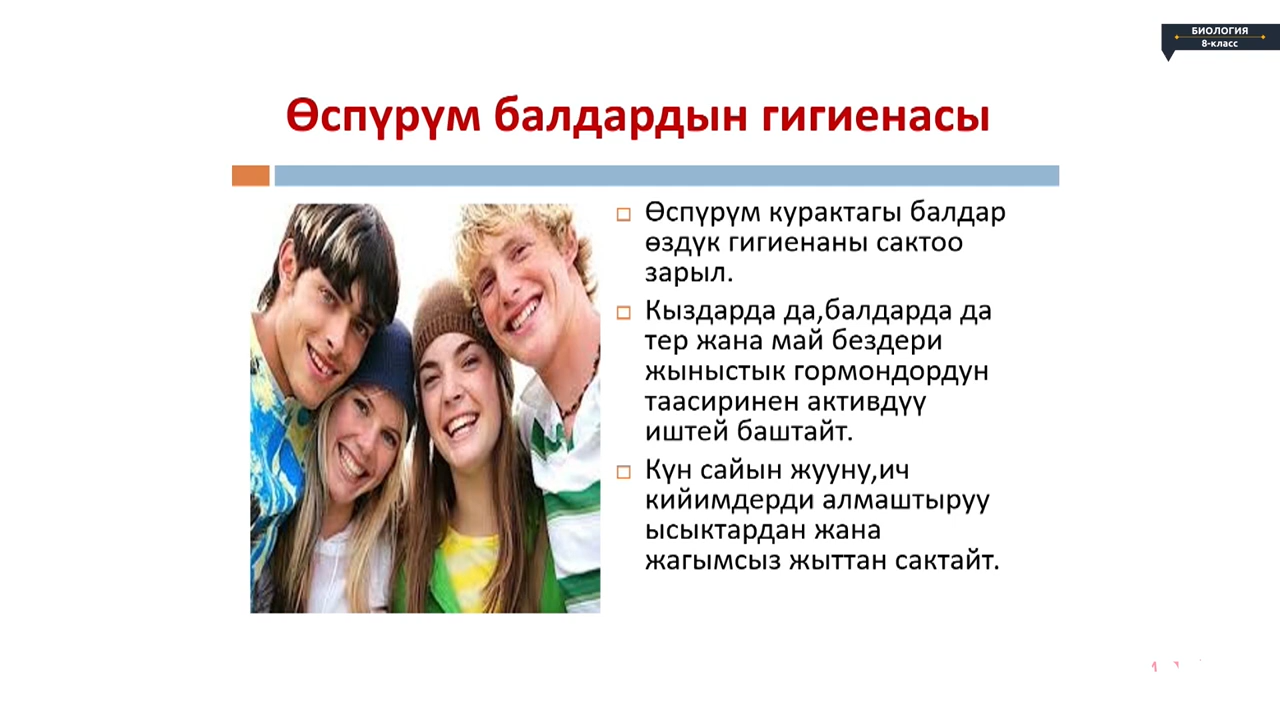 БИОЛОГИЯ
8-класс
Өспүрүм балдардын гигиенасы
Өспүрүм курактагы балдар
өздүк гигиенаны сактоо
зарыл.
Кыздарда да,балдарда да
тер жана май бездери
жыныстык гормондордун
таасиринен активдүү
иштей баштайт.
Күн сайын жууну,ич
кийимдерди алмаштыруу
ысыктардан жана
жагымсыз жыттан сактайт.